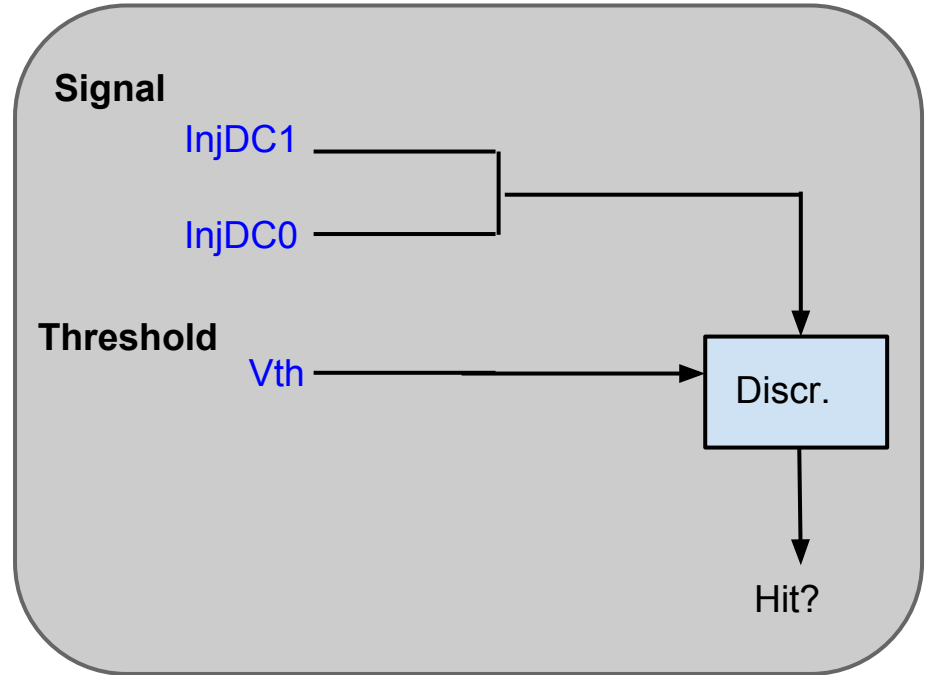 Signal
InjDC1
InjDC0
Threshold
Vth
Discr.
Hit?